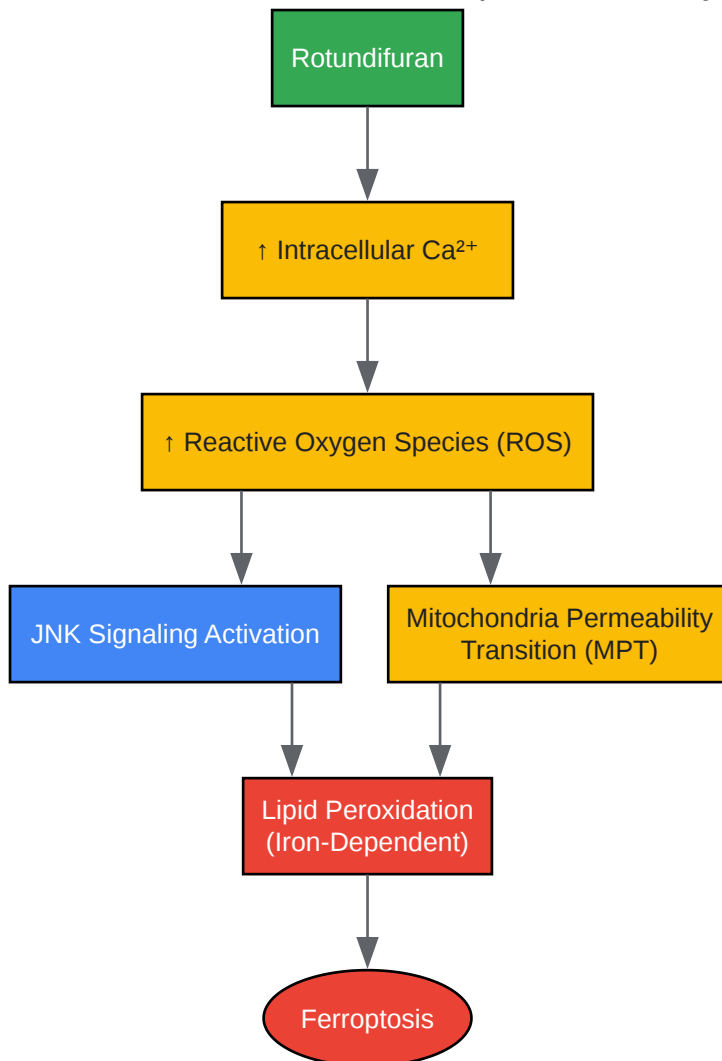 Rotundifuran
↑ Intracellular Ca²⁺
↑ Reactive Oxygen Species (ROS)
JNK Signaling Activation
Mitochondria Permeability
Transition (MPT)
Lipid Peroxidation
(Iron-Dependent)
Ferroptosis